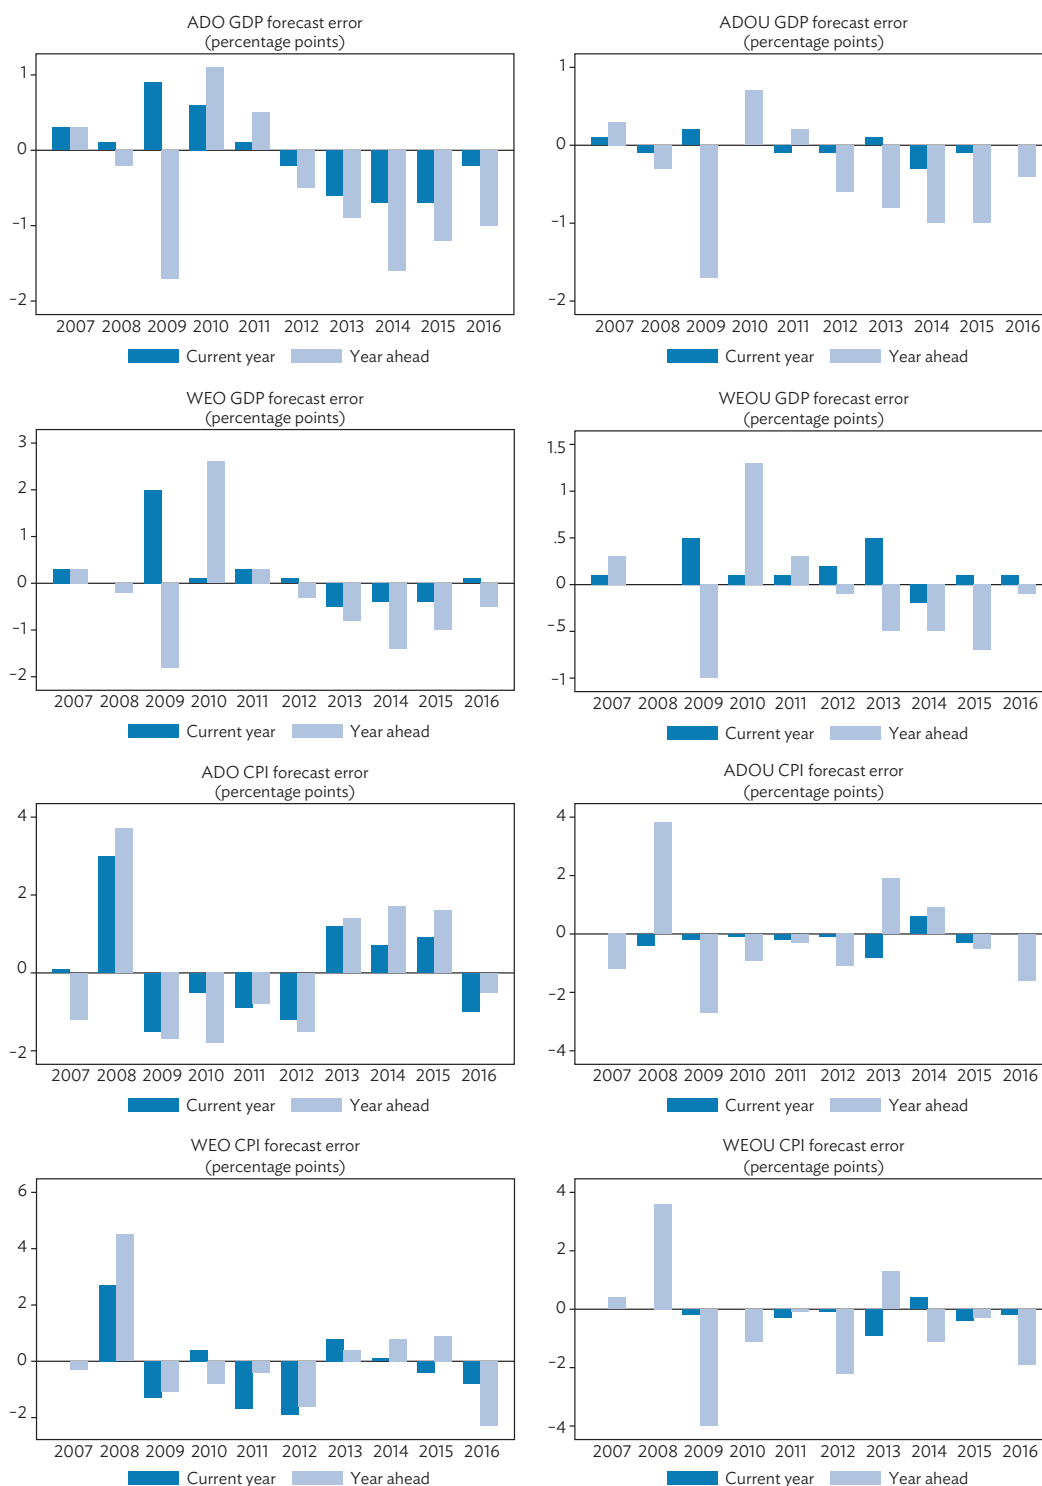 ADO GDP forecast error
(percentage points)
1
0
−1
−2
2007 2008 2009 2010 2011 2012 2013 2014 2015 2016
Current year Year ahead
ADOU GDP forecast error
(percentage points)
1
0
−1
−2
2007 2008 2009 2010 2011 2012 2013 2014 2015 2016
Current year Year ahead
WEO GDP forecast error
(percentage points)
3
2
1
0
−1
−2
2007 2008 2009 2010 2011 2012 2013 2014 2015 2016
Current year Year ahead
WEOU GDP forecast error
(percentage points)
1.5
1
.5
0
−5
−1
2007 2008 2009 2010 2011 2012 2013 2014 2015 2016
Current year Year ahead
ADO CPI forecast error
(percentage points)
4
2
0
−2
2007 2008 2009 2010 2011 2012 2013 2014 2015 2016
Current year Year ahead
ADOU CPI forecast error
(percentage points)
4
2
0
−2
−4
2007 2008 2009 2010 2011 2012 2013 2014 2015 2016
Current year Year ahead
WEO CPI forecast error
(percentage points)
6
4
2
0
−2
2007 2008 2009 2010 2011 2012 2013 2014 2015 2016
Current year Year ahead
WEOU CPI forecast error
(percentage points)
4
2
0
−2
−4
2007 2008 2009 2010 2011 2012 2013 2014 2015 2016
Current year Year ahead